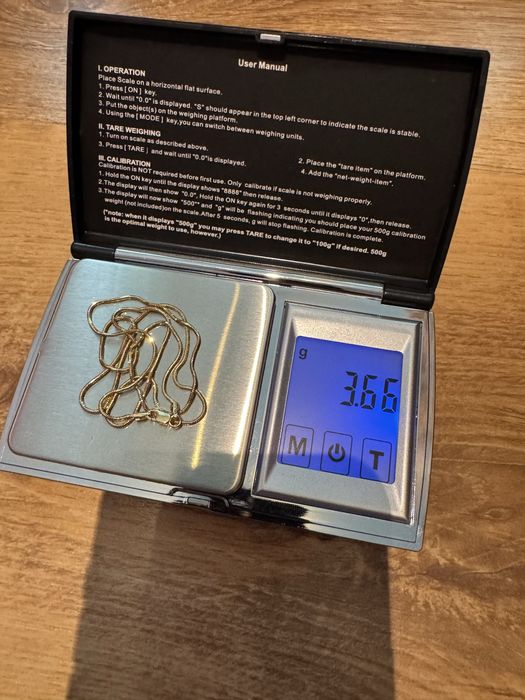 User Manual
I. OPERATION
Place Scale on a horizontal flat surface.
1. Press [ ON ] key.
2. Wait until "0.0" is displayed. "S" should appear in the top left corner to indicate the scale is stable.
3. Put the object(s) on the weighing platform.
4. Using the [ MODE ] key,you can switch between weighing units.
II. TARE WEIGHING
1. Turn on scale as described above.
2. Place the "tare item" on the platform.
3. Press [TARE ] and wait until "0.0"is displayed.
4. Add the "net-weight-item".
III. CALIBRATION
Calibration is NOT required before first use. Only calibrate if scale is not weighing properly.
1. Hold the ON key until the display shows "8888" then release.
2.The display will then show "0.0". Hold the ON key again for 3 seconds until it displays "0",then release.
3.The display will now show "500"" and "g" will be flashing indicating you should place your 500g calibration
weight (not included)on the scale.After 5 seconds, g will stop flashing. Calibration is complete.
("note: when it displays "500g" you may press TARE to change it to "100g" if desired. 500g
is the optimal weight to use, however.)
g
3.66
M T